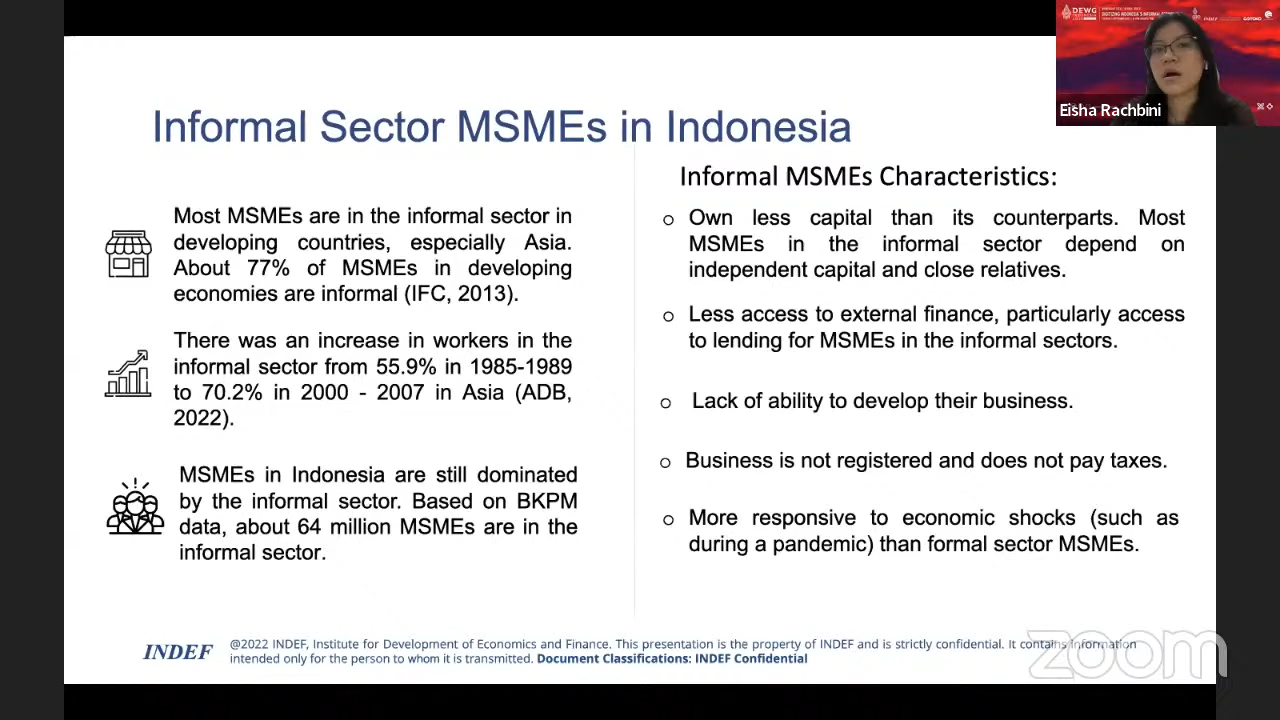 DEWG
INDEF
Eisha Rachbini
Informal Sector MSMEs in Indonesia
Most MSMEs are in the informal sector in
developing countries, especially Asia.
About 77% of MSMEs in developing
economies are informal (IFC, 2013).
There was an increase in workers in the
informal sector from 55.9% in 1985-1989
to 70.2% in 2000 - 2007 in Asia (ADB,
2022).
MSMEs in Indonesia are still dominated
by the informal sector. Based on BKPM
data, about 64 million MSMEs are in the
informal sector.
Informal MSMEs Characteristics:
Own less capital than its counterparts. Most
MSMEs in the informal sector depend on
independent capital and close relatives.
Less access to external finance, particularly access
to lending for MSMEs in the informal sectors.
Lack of ability to develop their business.
Business is not registered and does not pay taxes.
More responsive to economic shocks (such as
during a pandemic) than formal sector MSMEs.
INDEF
@2022 INDEF, Institute for Development of Economics and Finance. This presentation is the property of INDEF and is strictly confidential. It contains information
intended only for the person to whom it is transmitted. Document Classifications: INDEF Confidential
zoom